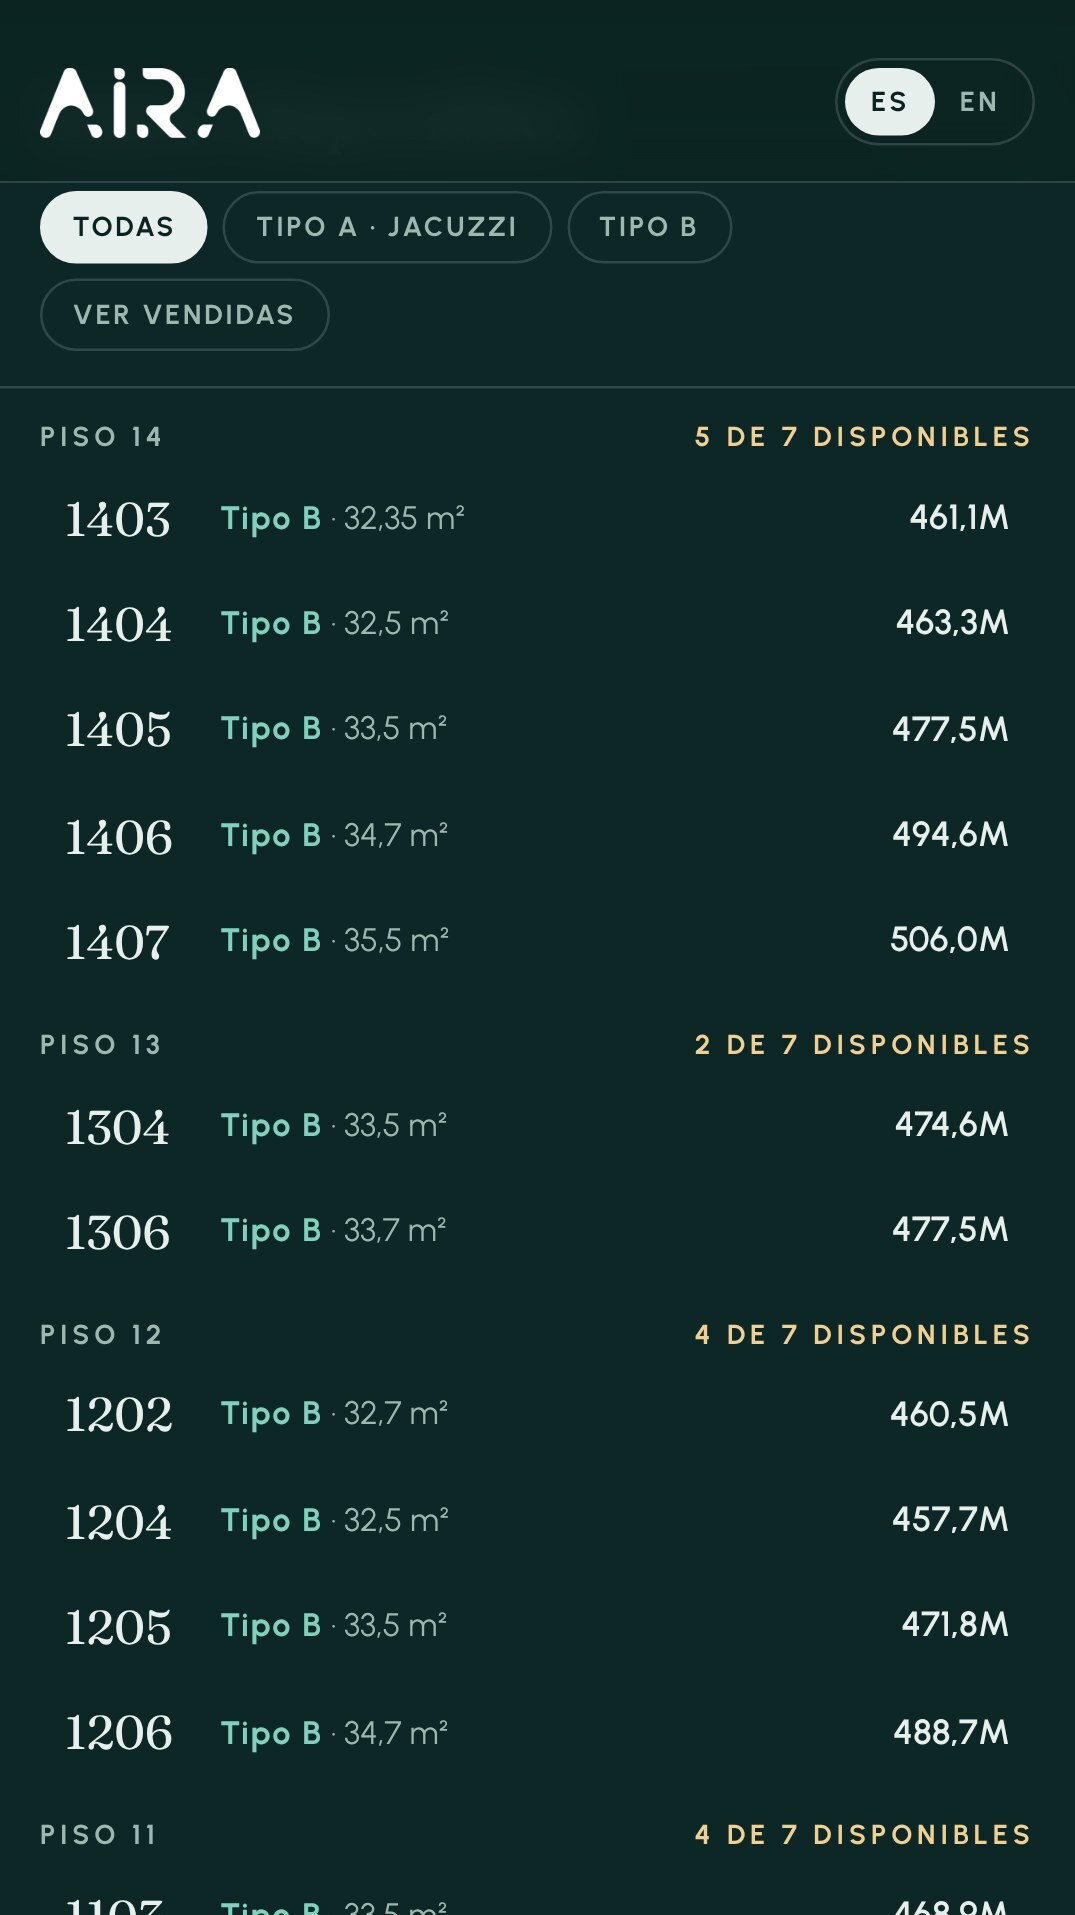 AiRA
ES EN
TODAS TIPO A · JACUZZI TIPO B
VER VENDIDAS
PISO 14 5 DE 7 DISPONIBLES
1403 Tipo B · 32,35 m² 461,1M
1404 Tipo B · 32,5 m² 463,3M
1405 Tipo B · 33,5 m² 477,5M
1406 Tipo B · 34,7 m² 494,6M
1407 Tipo B · 35,5 m² 506,0M
PISO 13 2 DE 7 DISPONIBLES
1304 Tipo B · 33,5 m² 474,6M
1306 Tipo B · 33,7 m² 477,5M
PISO 12 4 DE 7 DISPONIBLES
1202 Tipo B · 32,7 m² 460,5M
1204 Tipo B · 32,5 m² 457,7M
1205 Tipo B · 33,5 m² 471,8M
1206 Tipo B · 34,7 m² 488,7M
PISO 11 4 DE 7 DISPONIBLES
Tipo B · 33,5 m²